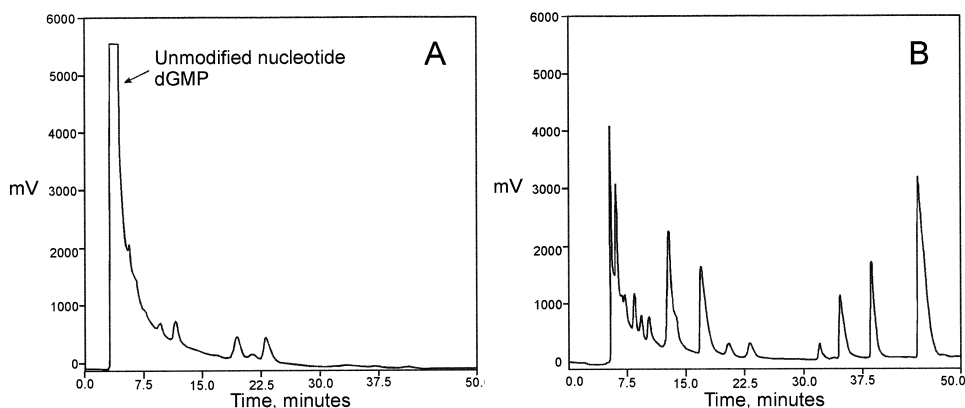 6000
5000
4000
3000
2000
1000
0
mV
0.0 7.5 15.0 22.5 30.0 37.5 50.
Time, minutes
A
Unmodified nucleotide
dGMP
6000
5000
4000
3000
2000
1000
0
mV
0.0 7.5 15.0 22.5 30.0 37.5 50.0
Time, minutes
B